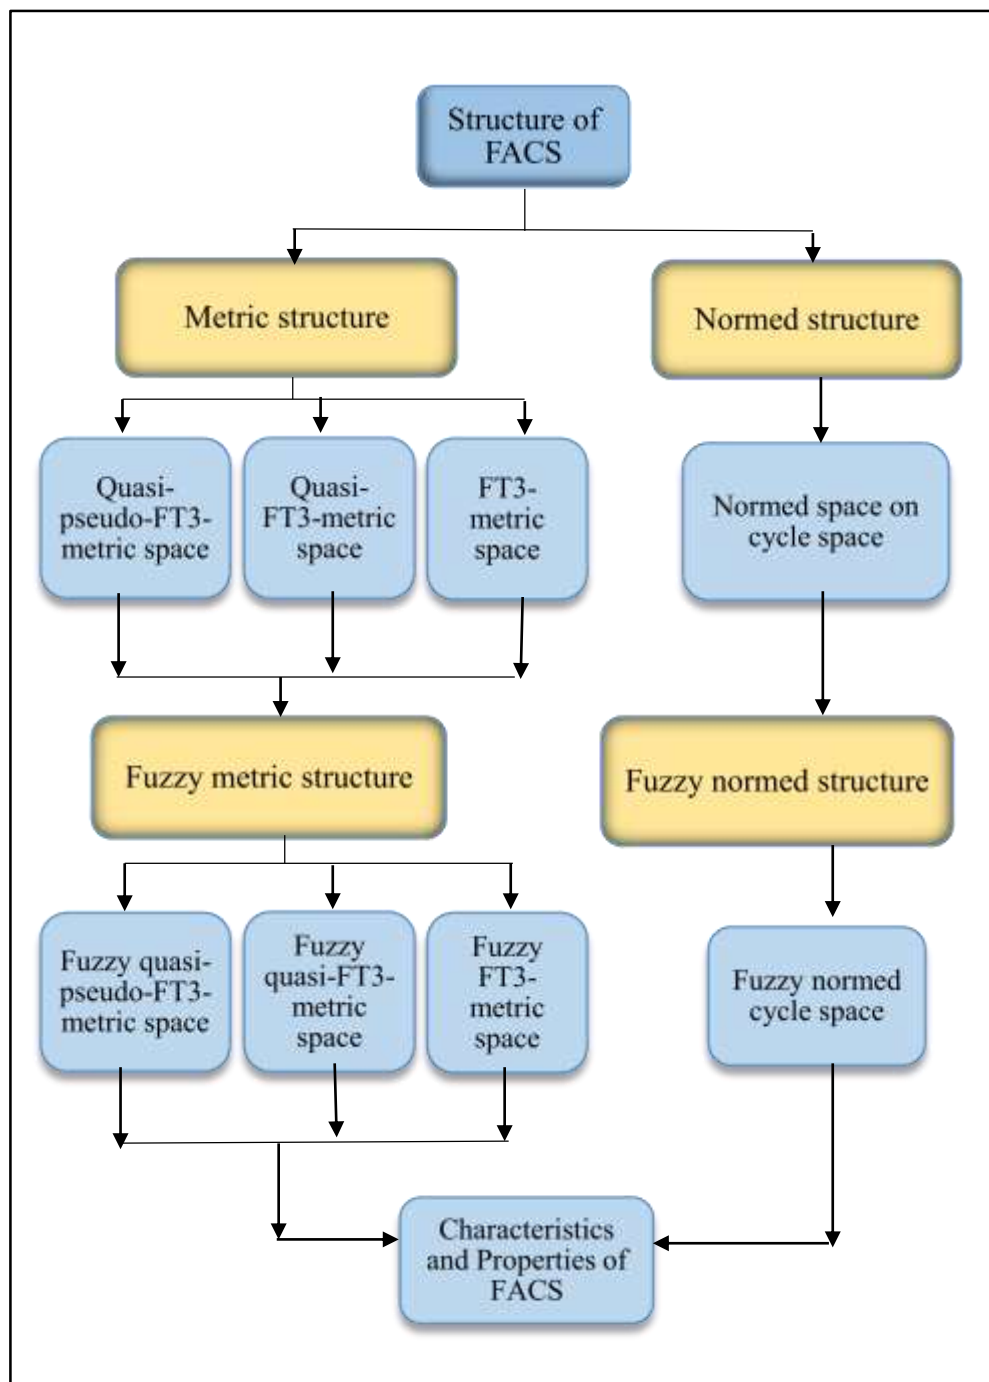 Structure of
FACS
Metric structure
Normed structure
Quasi-
pseudo-FT3-
metric space
Quasi-
FT3-metric
space
FT3-
metric
space
Normed space on
cycle space
Fuzzy metric structure
Fuzzy normed structure
Fuzzy quasi-
pseudo-FT3-
metric space
Fuzzy
quasi-FT3-
metric
space
Fuzzy
FT3-
metric
space
Fuzzy normed
cycle space
Characteristics
and Properties of
FACS